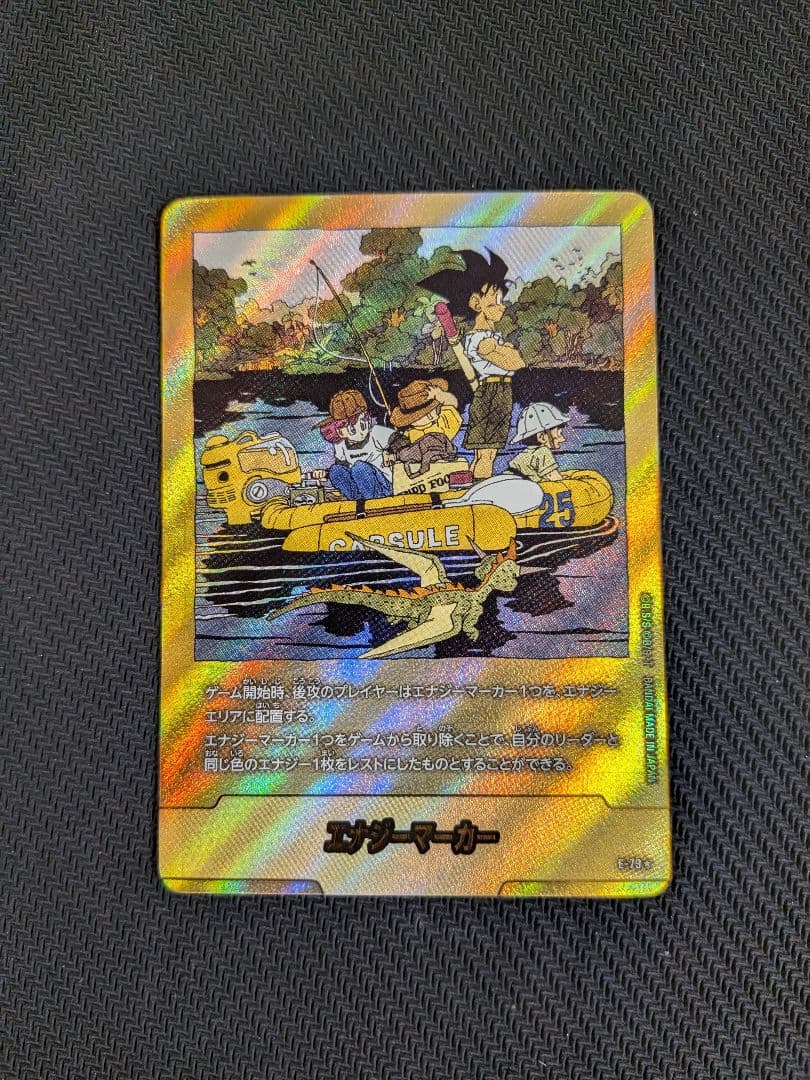 CAPSULE
25
ゲーム開始時、後攻のプレイヤーはエナジーマーカー1つを、エナジー
エリアに配置する。
エナジーマーカー1つをゲームから取り除くことで、自分のリーダーと
同じ色のエナジー1枚をレストにしたものとすることができる。
エナジーマーカー
BANDAI MADE IN JAPAN